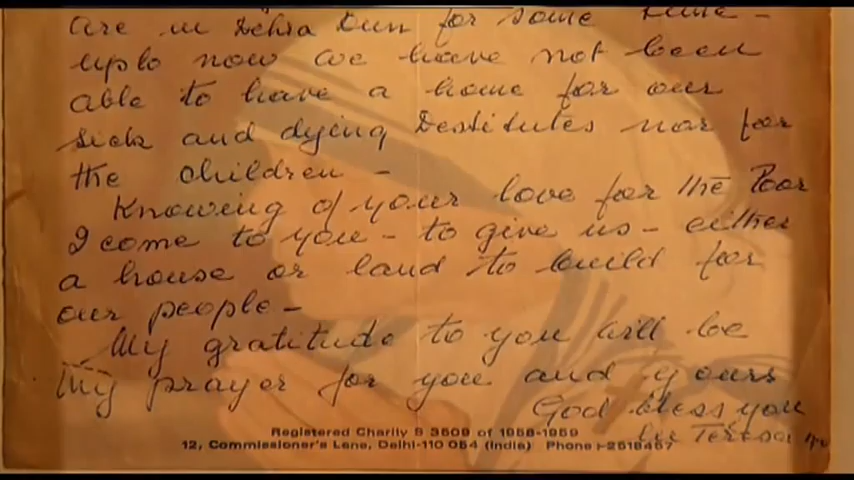 are in Dehra Dun for some time -
upto now we have not been
able to have a home for our
sick and dying Destitutes nor for
the children -
Knowing of your love for the Poor
I come to you - to give us - either
a house or land to build for
our people -
My gratitude to you will be
My prayer for you and yours
God bless you
Teresa
Registered Charity S 3509 of 1958-1959
12, Commissioner's Lane, Delhi-110 054 (India) Phone :-2518457